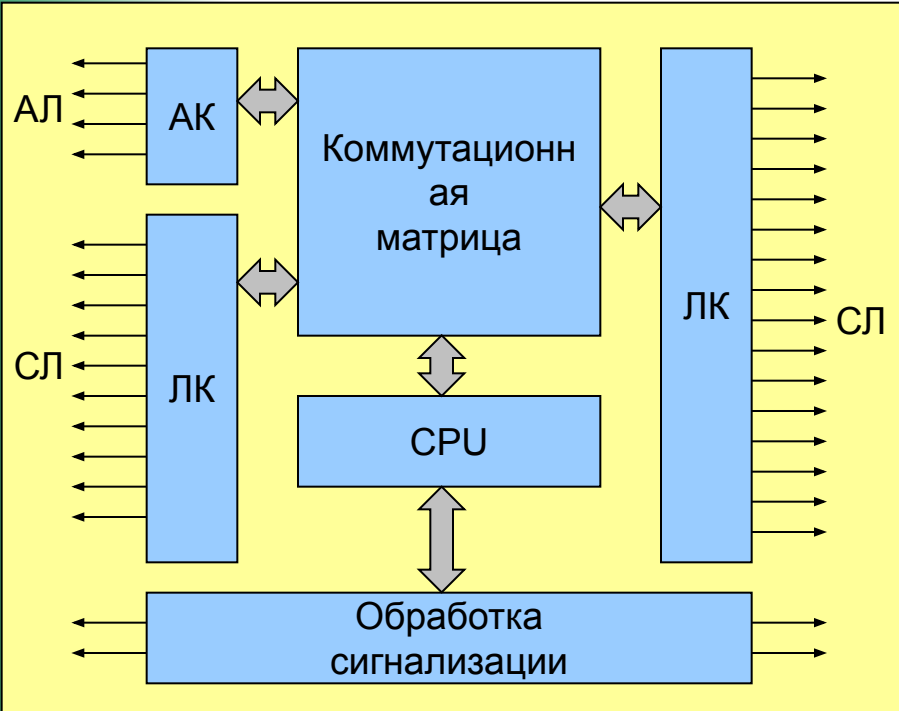 АЛ
АК
Коммутационн
ая
матрица
СЛ
ЛК
ЛК
СЛ
CPU
Обработка
сигнализации